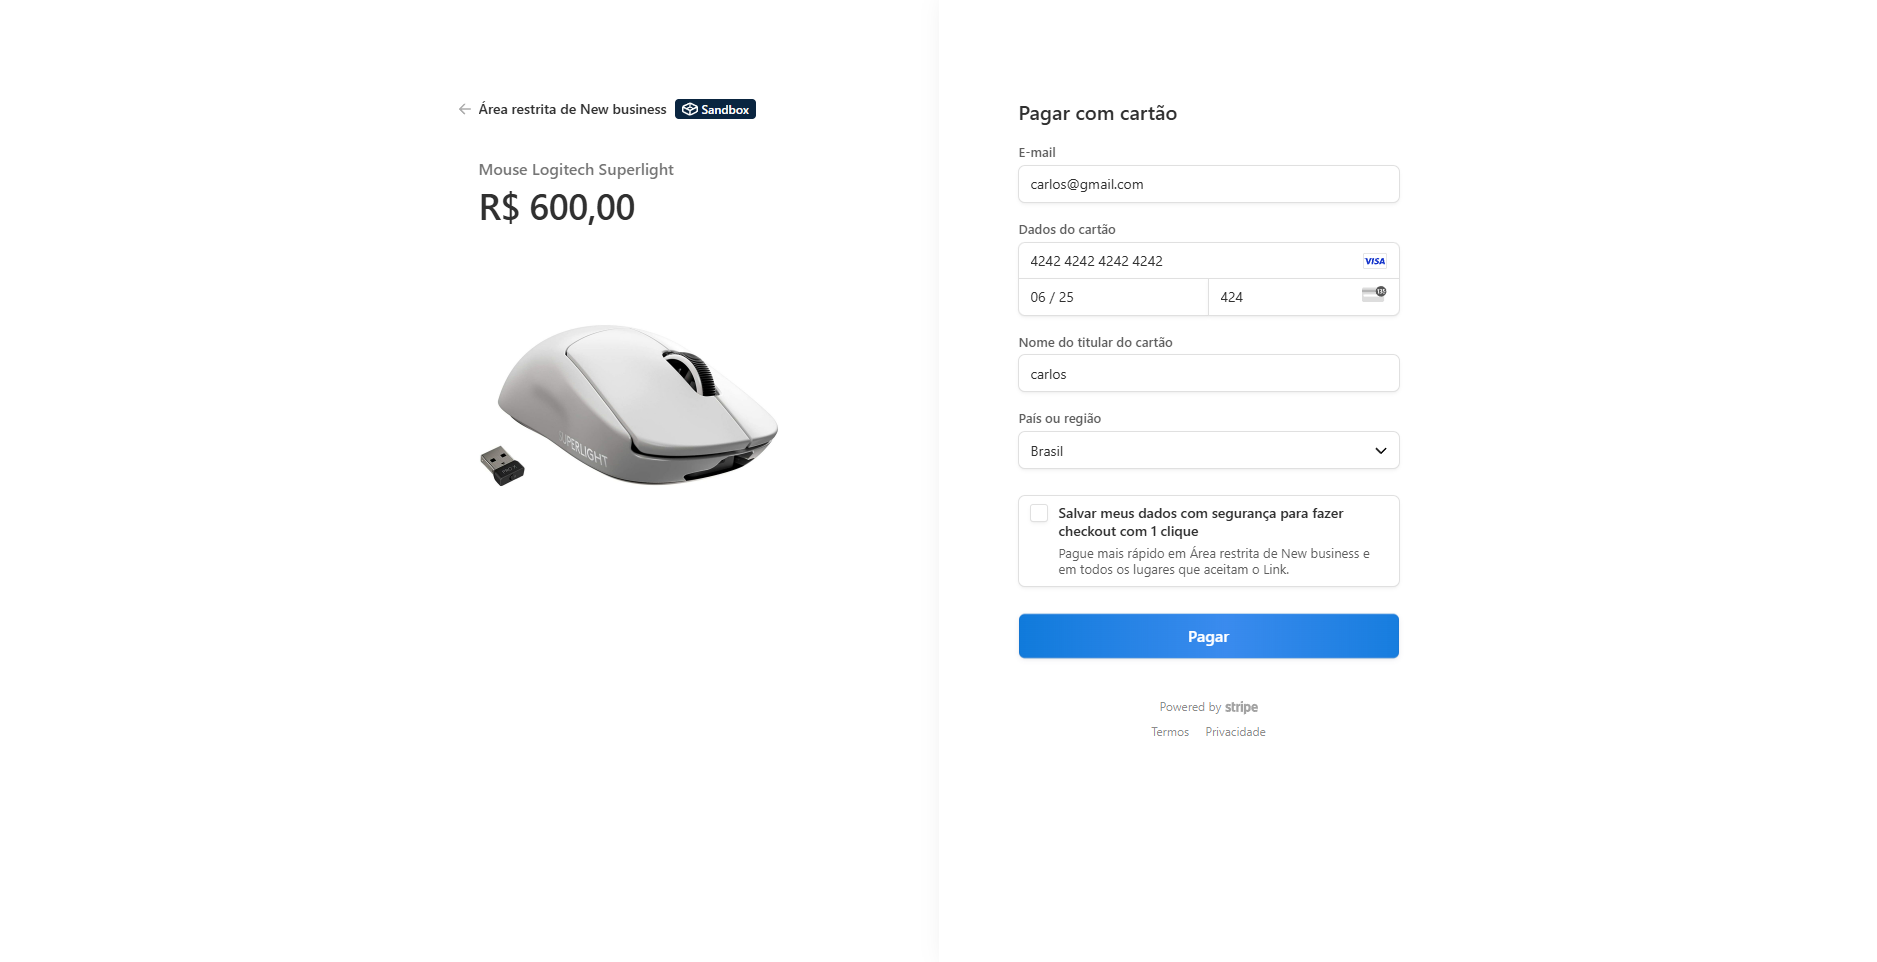 Área restrita de New business Sandbox
Mouse Logitech Superlight
R$ 600,00
SUPERLIGHT
PRO X
Pagar com cartão
E-mail
carlos@gmail.com
Dados do cartão
4242 4242 4242 4242 VISA
06 / 25 424 135
Nome do titular do cartão
carlos
País ou região
Brasil
Salvar meus dados com segurança para fazer
checkout com 1 clique
Pague mais rápido em Área restrita de New business e
em todos os lugares que aceitam o Link.
Pagar
Powered by stripe
Termos Privacidade